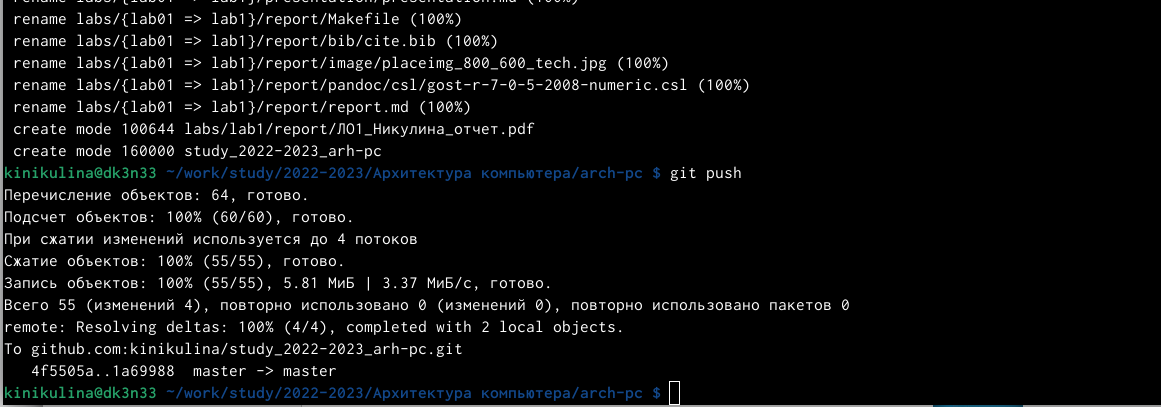 rename labs/{lab01 => lab1}/presentation/presentation.md (100%)
rename labs/{lab01 => lab1}/report/Makefile (100%)
rename labs/{lab01 => lab1}/report/bib/cite.bib (100%)
rename labs/{lab01 => lab1}/report/image/placeimg_800_600_tech.jpg (100%)
rename labs/{lab01 => lab1}/report/pandoc/csl/gost-r-7-0-5-2008-numeric.csl (100%)
rename labs/{lab01 => lab1}/report/report.md (100%)
create mode 100644 labs/lab1/report/ЛО1_Никулина_отчет.pdf
create mode 160000 study_2022-2023_arh-pc
kinikulina@dk3n33 ~/work/study/2022-2023/Архитектура компьютера/arch-pc $ git push
Перечисление объектов: 64, готово.
Подсчет объектов: 100% (60/60), готово.
При сжатии изменений используется до 4 потоков
Сжатие объектов: 100% (55/55), готово.
Запись объектов: 100% (55/55), 5.81 МиБ | 3.37 МиБ/с, готово.
Всего 55 (изменений 4), повторно использовано 0 (изменений 0), повторно использовано пакетов 0
remote: Resolving deltas: 100% (4/4), completed with 2 local objects.
To github.com:kinikulina/study_2022-2023_arh-pc.git
4f5505a..1a69988  master -> master
kinikulina@dk3n33 ~/work/study/2022-2023/Архитектура компьютера/arch-pc $